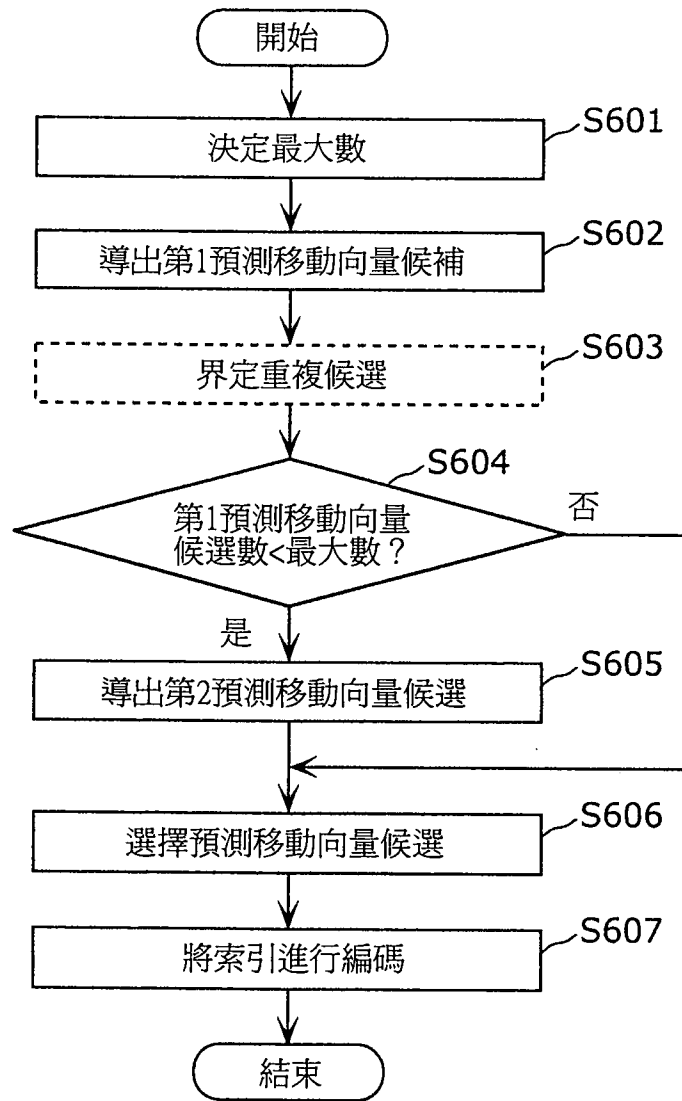 開始
S601
決定最大數
S602
導出第1預測移動向量候補
S603
界定重複候選
S604
第1預測移動向量
候選數<最大數？
否
是
S605
導出第2預測移動向量候選
S606
選擇預測移動向量候選
S607
將索引進行編碼
結束